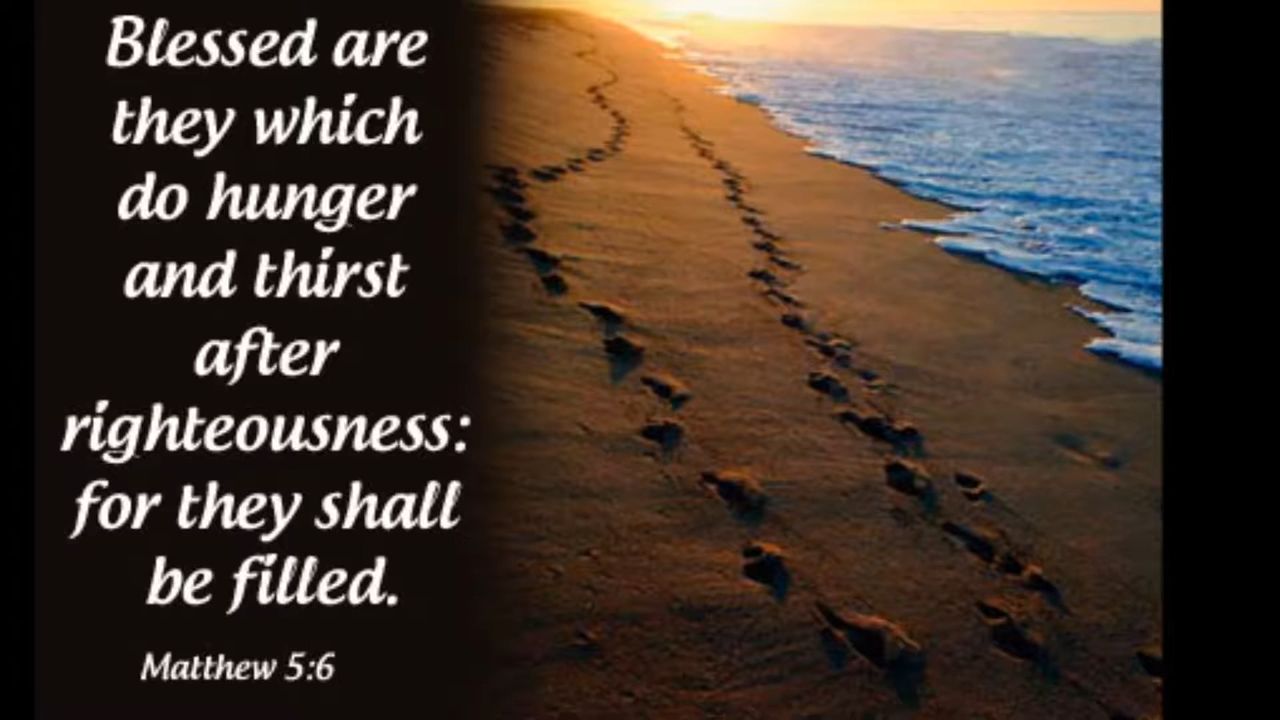 Blessed are
they which
do hunger
and thirst
after
righteousness:
for they shall
be filled.
Matthew 5:6